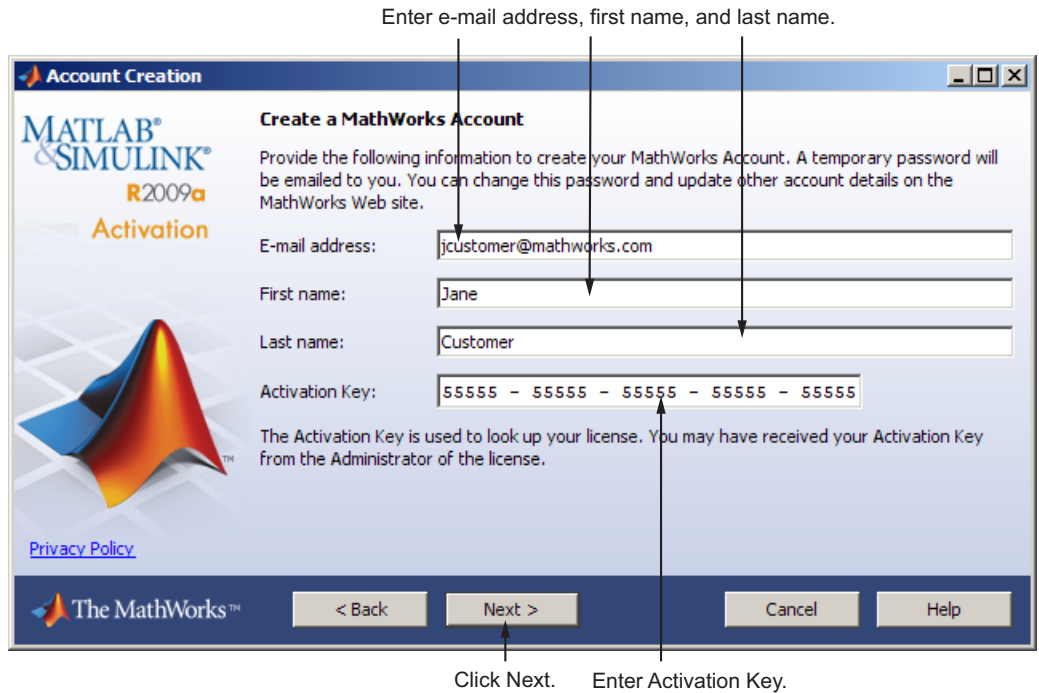 Enter e-mail address, first name, and last name.
Account Creation
MATLAB®
&SIMULINK®
R2009a
Activation
Create a MathWorks Account
Provide the following information to create your MathWorks Account. A temporary password will
be emailed to you. You can change this password and update other account details on the
MathWorks Web site.
E-mail address: jcustomer@mathworks.com
First name: Jane
Last name: Customer
Activation Key: 55555 - 55555 - 55555 - 55555 - 55555
The Activation Key is used to look up your license. You may have received your Activation Key
from the Administrator of the license.
TM
Privacy Policy
The MathWorks™ < Back Next > Cancel Help
Click Next. Enter Activation Key.